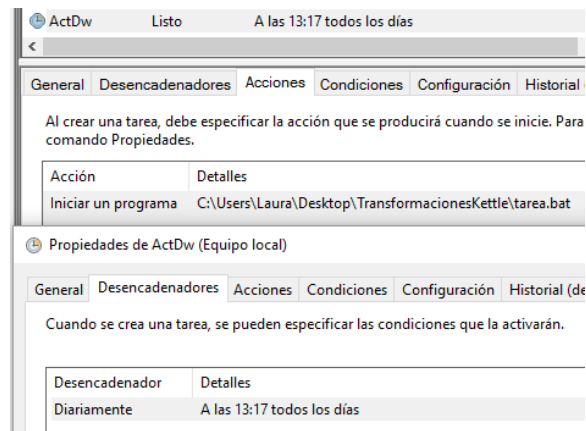 ActDw Listo A las 13:17 todos los días
General Desencadenadores Acciones Condiciones Configuración Historial
Al crear una tarea, debe especificar la acción que se producirá cuando se inicie. Para
comando Propiedades.
Acción Detalles
Iniciar un programa C:\Users\Laura\Desktop\TransformacionesKettle\tarea.bat
Propiedades de ActDw (Equipo local)
General Desencadenadores Acciones Condiciones Configuración Historial (de
Cuando se crea una tarea, se pueden especificar las condiciones que la activarán.
Desencadenador Detalles
Diariamente A las 13:17 todos los días